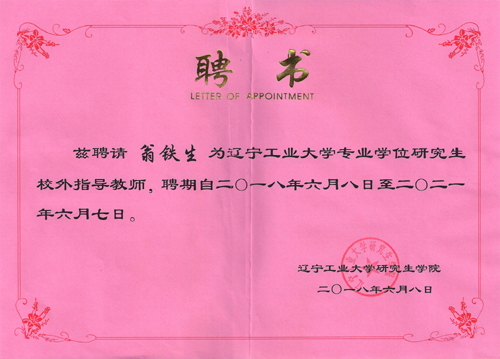 聘书
LETTER OF APPOINTMENT
兹聘请 翁铁生 为辽宁工业大学专业学位研究生
校外指导教师，聘期自二〇一八年六月八日至二〇二一
年六月七日。
辽宁工业大学研究生学院
二〇一八年六月八日